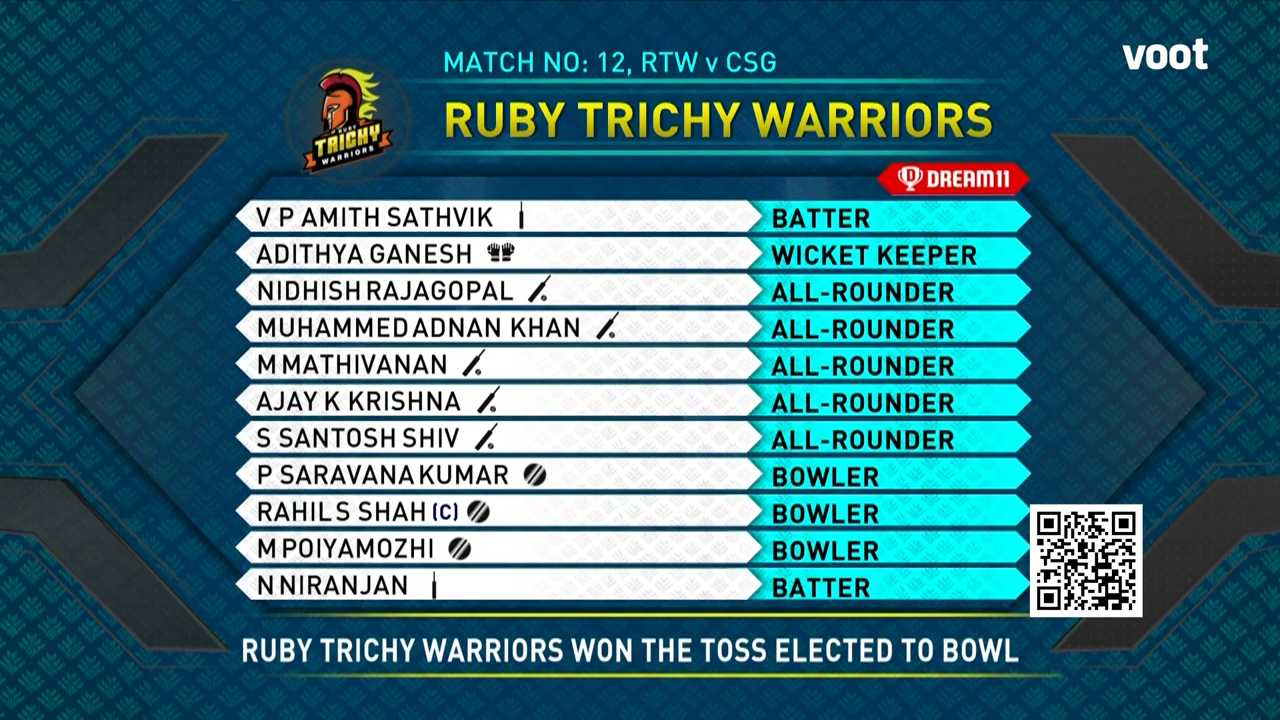 MATCH NO: 12, RTW v CSG
voot
RUBY TRICHY WARRIORS
RUBY
TRICHY
WARRIORS
DREAM11
V P AMITH SATHVIK BATTER
ADITHYA GANESH WICKET KEEPER
NIDHISH RAJAGOPAL ALL-ROUNDER
MUHAMMED ADNAN KHAN ALL-ROUNDER
M MATHIVANAN ALL-ROUNDER
AJAY K KRISHNA ALL-ROUNDER
S SANTOSH SHIV ALL-ROUNDER
P SARAVANA KUMAR BOWLER
RAHIL S SHAH (C) BOWLER
M POIYAMOZHI BOWLER
N NIRANJAN BATTER
RUBY TRICHY WARRIORS WON THE TOSS ELECTED TO BOWL